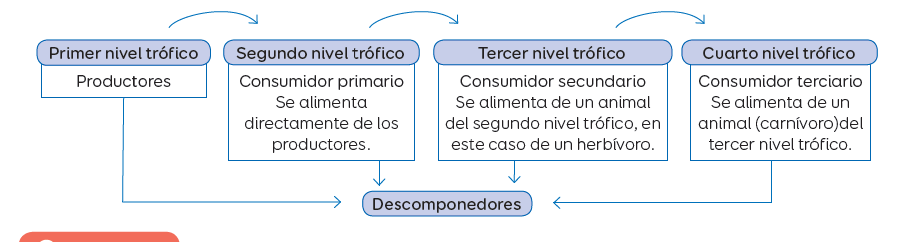 Primer nivel trófico
Productores
Segundo nivel trófico
Consumidor primario
Se alimenta
directamente de los
productores.
Tercer nivel trófico
Consumidor secundario
Se alimenta de un animal
del segundo nivel trófico, en
este caso de un herbívoro.
Cuarto nivel trófico
Consumidor terciario
Se alimenta de un
animal (carnívoro)del
tercer nivel trófico.
Descomponedores